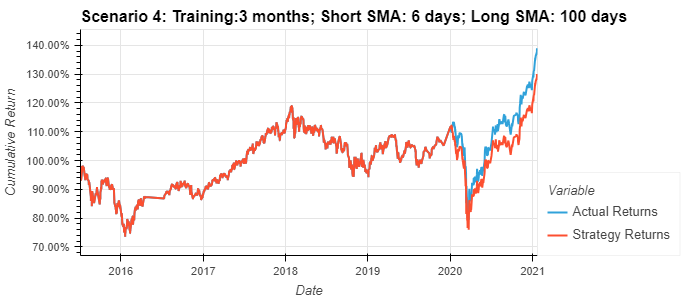 Scenario 4: Training:3 months; Short SMA: 6 days; Long SMA: 100 days
Cumulative Return
140.00%
130.00%
120.00%
110.00%
100.00%
90.00%
80.00%
70.00%
2016 2017 2018 2019 2020 2021
Date
Variable
Actual Returns
Strategy Returns